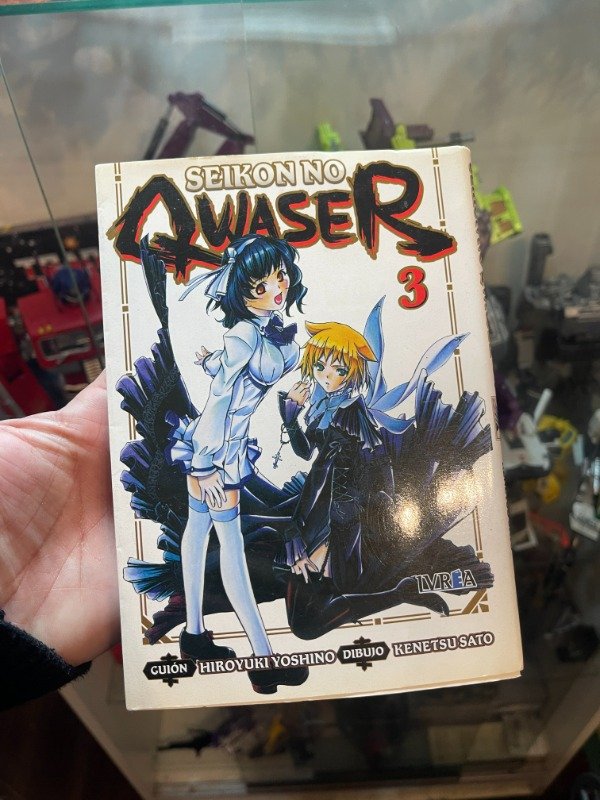 SEIKON NO
QWASER
3
IVREA
GUIÓN HIROYUKI YOSHINO DIBUJO KENETSU SATO